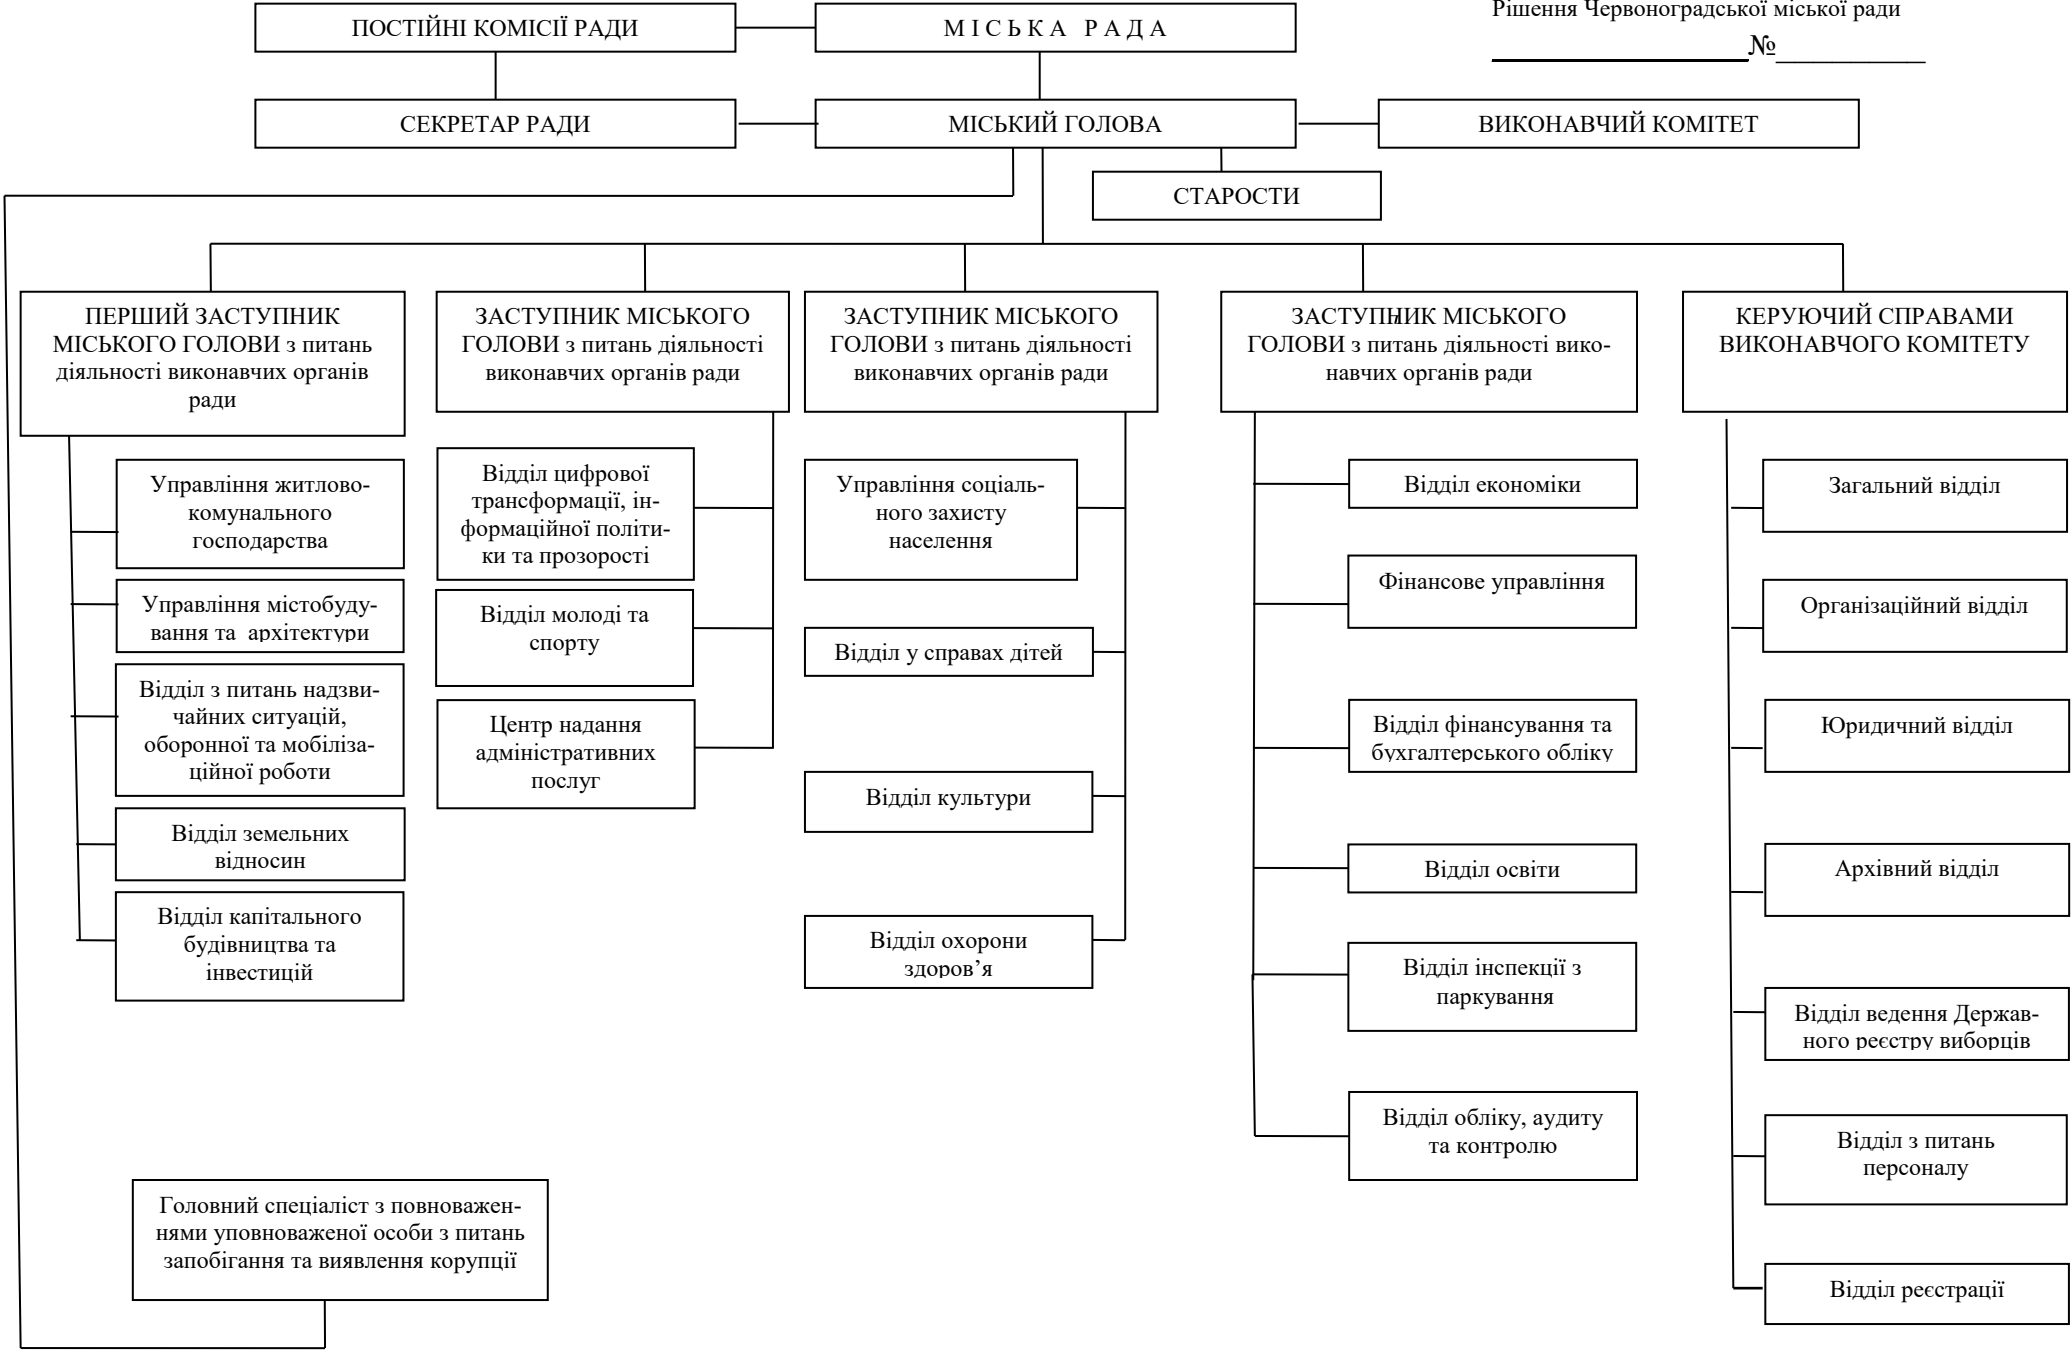 Рішення Червоноградської міської ради
____________________№____________
ПОСТІЙНІ КОМІСІЇ РАДИ
М І С Ь К А Р А Д А
СЕКРЕТАР РАДИ
МІСЬКИЙ ГОЛОВА
ВИКОНАВЧИЙ КОМІТЕТ
СТАРОСТИ
ПЕРШИЙ ЗАСТУПНИК
МІСЬКОГО ГОЛОВИ з питань
діяльності виконавчих органів
ради
ЗАСТУПНИК МІСЬКОГО
ГОЛОВИ з питань діяльності
виконавчих органів ради
ЗАСТУПНИК МІСЬКОГО
ГОЛОВИ з питань діяльності
виконавчих органів ради
ЗАСТУПНИК МІСЬКОГО
ГОЛОВИ з питань діяльності вико-
навчих органів ради
КЕРУЮЧИЙ СПРАВАМИ
ВИКОНАВЧОГО КОМІТЕТУ
Управління житлово-
комунального
господарства
Управління містобуду-
вання та архітектури
Відділ з питань надзви-
чайних ситуацій,
оборонної та мобіліза-
ційної роботи
Відділ земельних
відносин
Відділ капітального
будівництва та
інвестицій
Відділ цифрової
трансформації, ін-
формаційної політи-
ки та прозорості
Відділ молоді та
спорту
Центр надання
адміністративних
послуг
Управління соціаль-
ного захисту
населення
Відділ у справах дітей
Відділ культури
Відділ охорони
здоров’я
Відділ економіки
Фінансове управління
Відділ фінансування та
бухгалтерського обліку
Відділ освіти
Відділ інспекції з
паркування
Відділ обліку, аудиту
та контролю
Загальний відділ
Організаційний відділ
Юридичний відділ
Архівний відділ
Відділ ведення Держав-
ного реєстру виборців
Відділ з питань
персоналу
Відділ реєстрації
Головний спеціаліст з повноважен-
нями уповноваженої особи з питань
запобігання та виявлення корупції